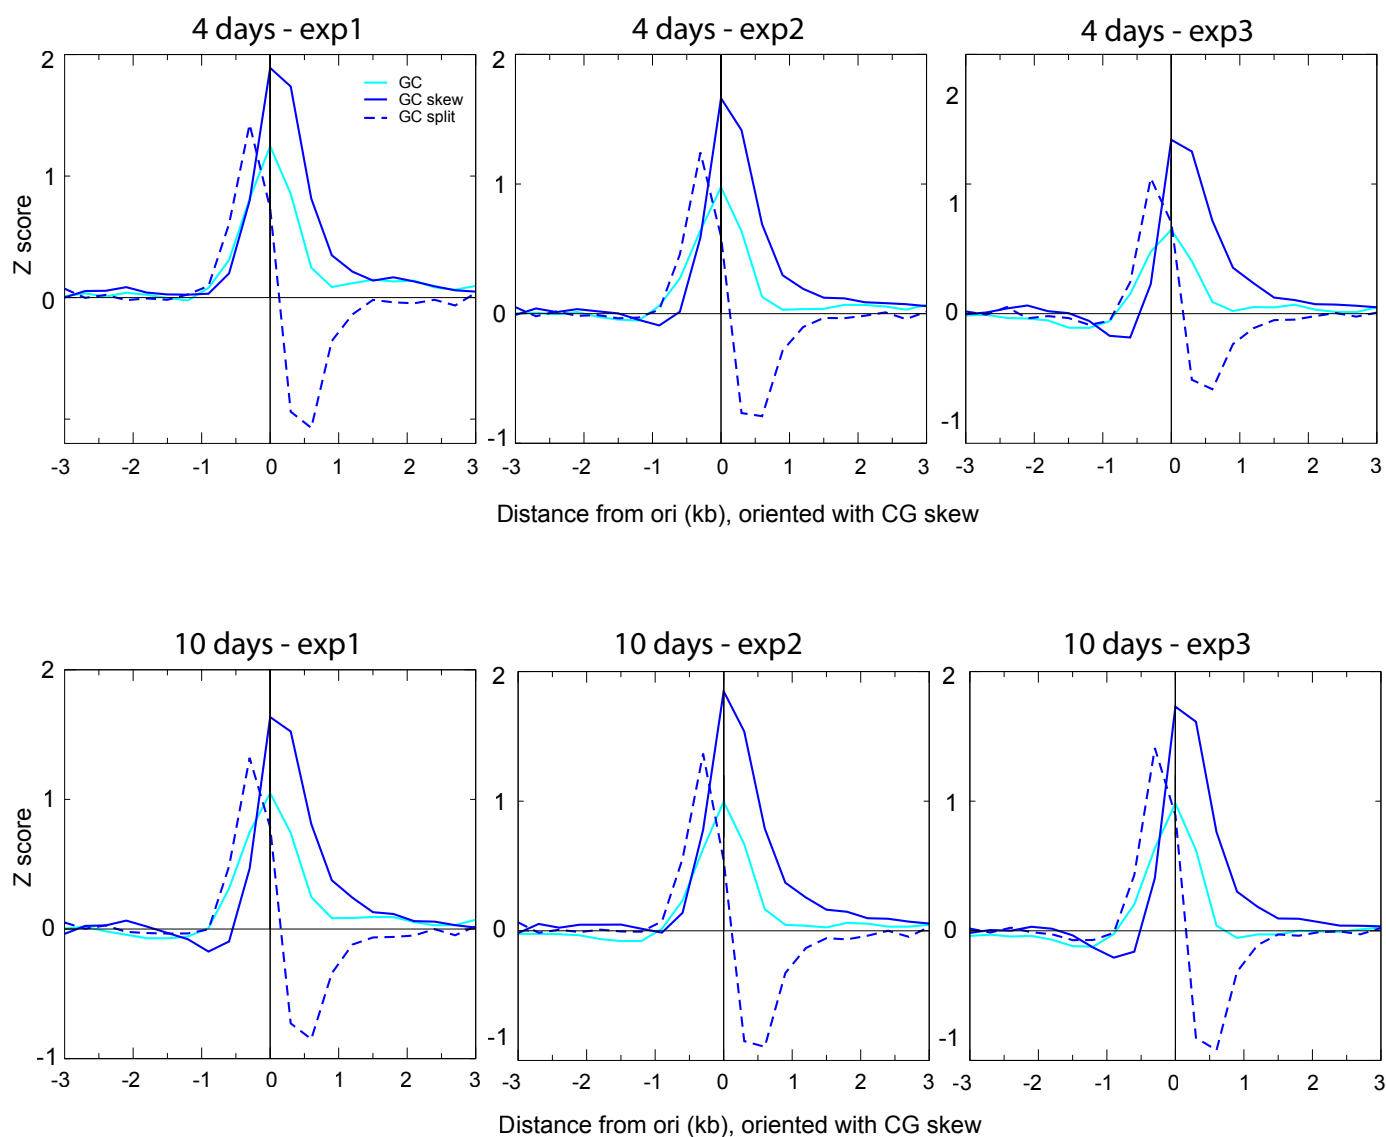 4 days - exp1
4 days - exp2
4 days - exp3
2
1
0
Z score
GC
GC skew
GC split
-3 -2 -1 0 1 2 3
2
1
0
-1
-3 -2 -1 0 1 2 3
2
1
0
-1
-3 -2 -1 0 1 2 3
Distance from ori (kb), oriented with CG skew
10 days - exp1
10 days - exp2
10 days - exp3
2
1
0
-1
Z score
-3 -2 -1 0 1 2 3
2
1
0
-1
-3 -2 -1 0 1 2 3
2
1
0
-1
-3 -2 -1 0 1 2 3
Distance from ori (kb), oriented with CG skew